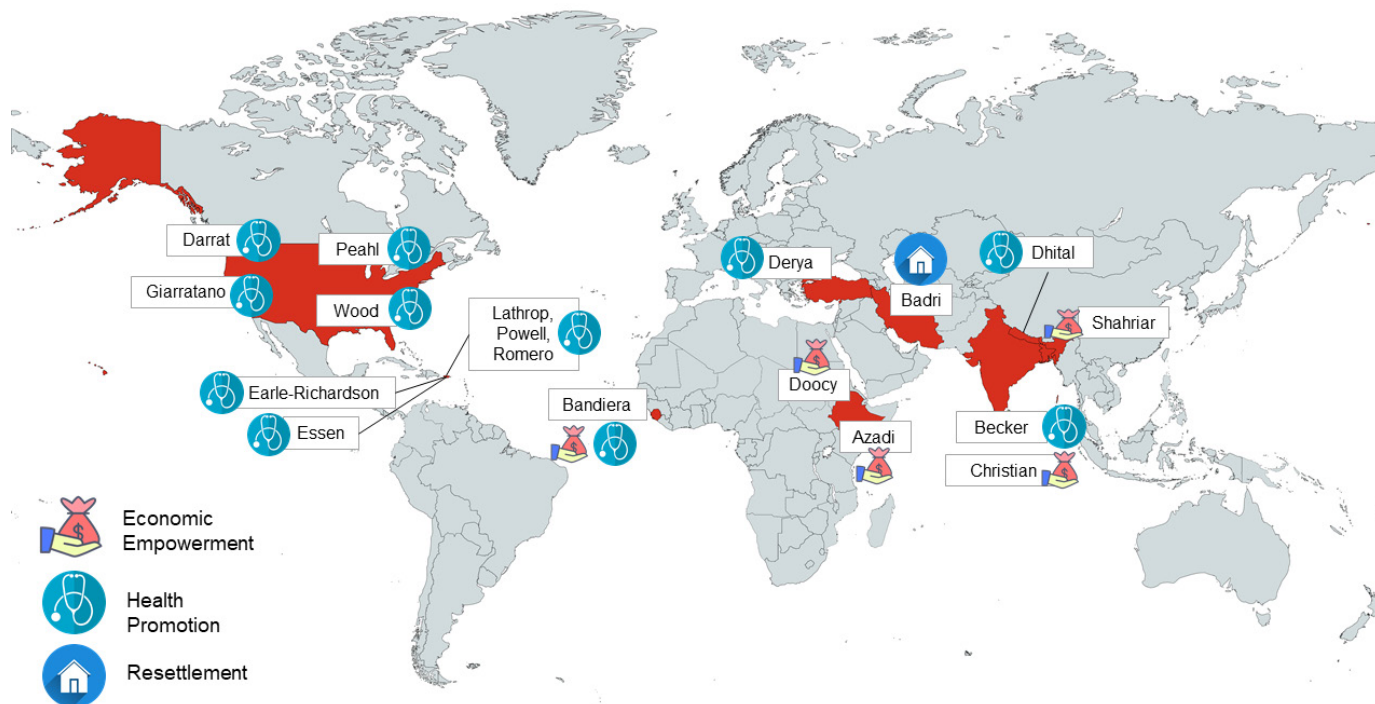 Darrat
Peahl
Giarratano
Wood
Lathrop,
Powell,
Romero
Earle-Richardson
Essen
Bandiera
Derya
Badri
Dhital
Shahriar
Doocy
Azadi
Becker
Christian
Economic
Empowerment
Health
Promotion
Resettlement